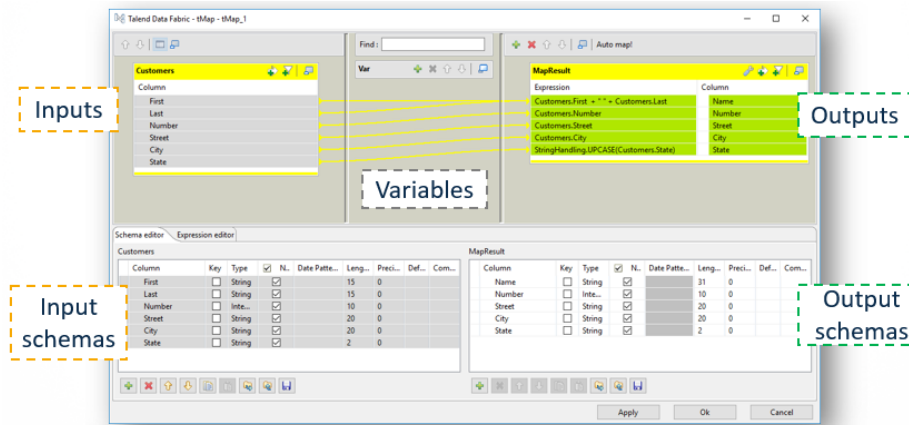 Talend Data Fabric - tMap - tMap_1
Find :
Auto map!
Customers
Column
First
Last
Number
Street
City
State
Var
MapResult
Expression Column
Customers.First + " " + Customers.Last Name
Customers.Number Number
Customers.Street Street
Customers.City City
StringHandling.UPCASE(Customers.State) State
Inputs
Variables
Outputs
Schema editor Expression editor
Customers
Column Key Type N.. Date Patte... Leng... Preci... Def... Com...
First String 15 0
Last String 15 0
Number Inte... 10 0
Street String 20 0
City String 20 0
State String 2 0
MapResult
Column Key Type N.. Date Patte... Leng... Preci... Def... Com...
Name String 31 0
Number Inte... 10 0
Street String 20 0
City String 20 0
State String 2 0
Input
schemas
Output
schemas
Apply Ok Cancel